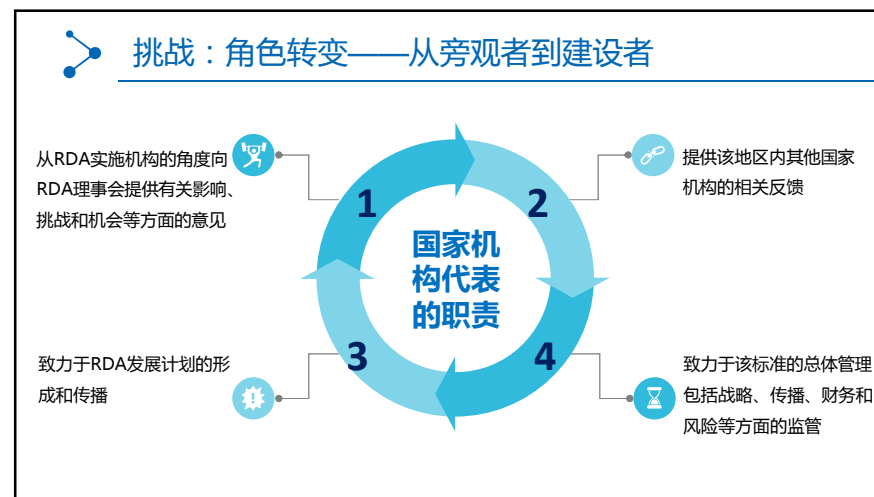 挑战：角色转变——从旁观者到建设者
从RDA实施机构的角度向
RDA理事会提供有关影响、
挑战和机会等方面的意见
1
2
提供该地区内其他国家
机构的相关反馈
国家机
构代表
的职责
致力于RDA发展计划的形
成和传播
3
4
致力于该标准的总体管理
包括战略、传播、财务和
风险等方面的监管